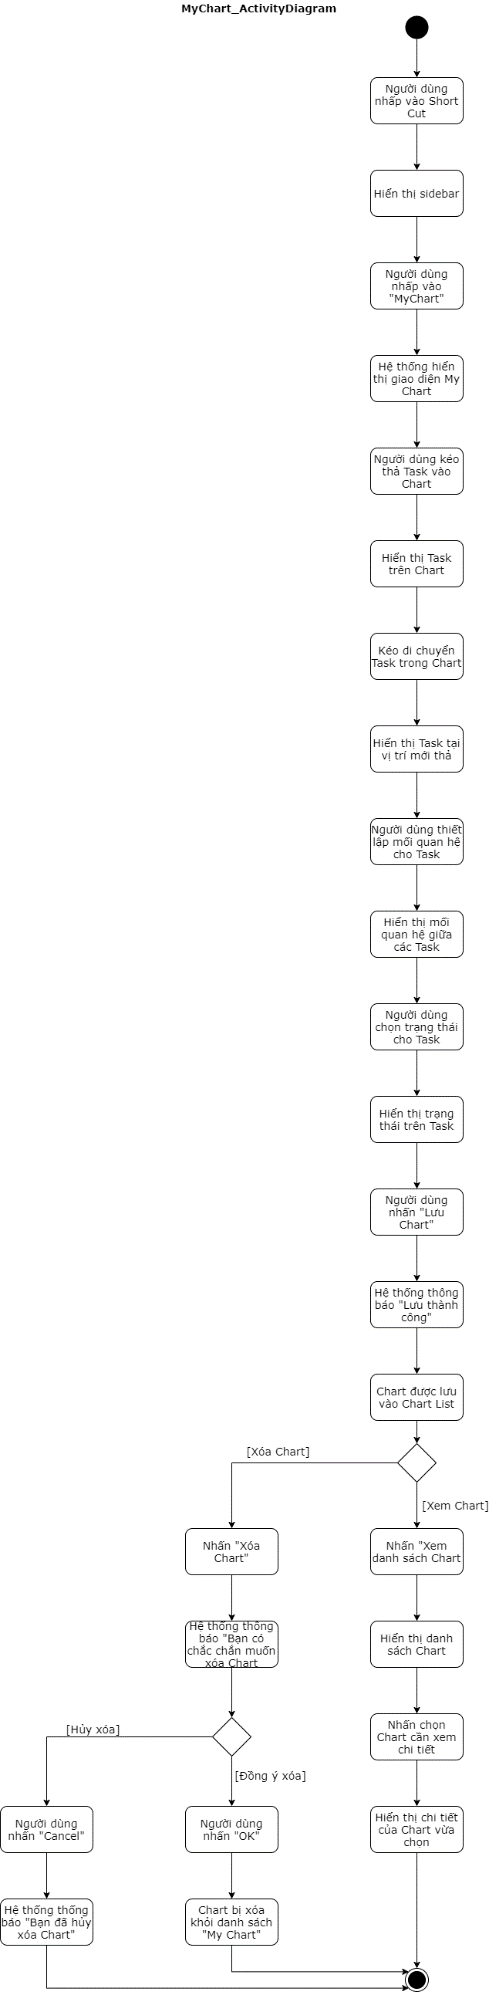 MyChart_ActivityDiagram
Người dùng
nhấp vào Short
Cut
Hiển thị sidebar
Người dùng
nhấp vào
"MyChart"
Hệ thống hiển
thị giao diện My
Chart
Người dùng kéo
thả Task vào
Chart
Hiển thị Task
trên Chart
Kéo di chuyển
Task trong Chart
Hiển thị Task tại
vị trí mới thả
Người dùng thiết
lập mối quan hệ
cho Task
Hiển thị mối
quan hệ giữa
các Task
Người dùng
chọn trạng thái
cho Task
Hiển thị trạng
thái trên Task
Người dùng
nhấn "Lưu
Chart"
Hệ thống thông
báo "Lưu thành
công"
Chart được lưu
vào Chart List
[Xóa Chart]
[Xem Chart]
Nhấn "Xóa
Chart"
Nhấn "Xem
danh sách Chart
Hệ thống thông
báo "Bạn có
chắc chắn muốn
xóa Chart
Hiển thị danh
sách Chart
[Hủy xóa]
[Đồng ý xóa]
Nhấn chọn
Chart cần xem
chi tiết
Người dùng
nhấn "Cancel"
Người dùng
nhấn "OK"
Hiển thị chi tiết
của Chart vừa
chọn
Hệ thống thông
báo "Bạn đã hủy
xóa Chart"
Chart bị xóa
khỏi danh sách
"My Chart"